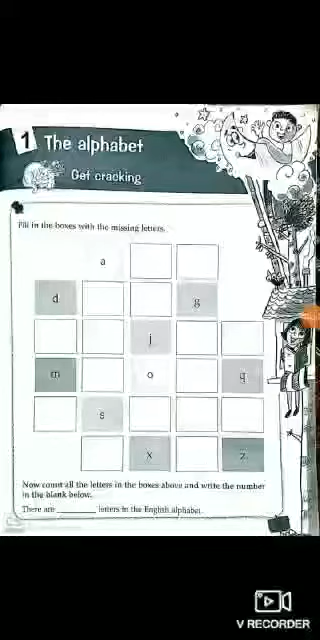 1 The alphabet
Get cracking
Fill in the boxes with the missing letters.
a
d g
j
m o q
s
x z
Now count all the letters in the boxes above and write the number
in the blank below.
There are ________ letters in the English alphabet.
V RECORDER